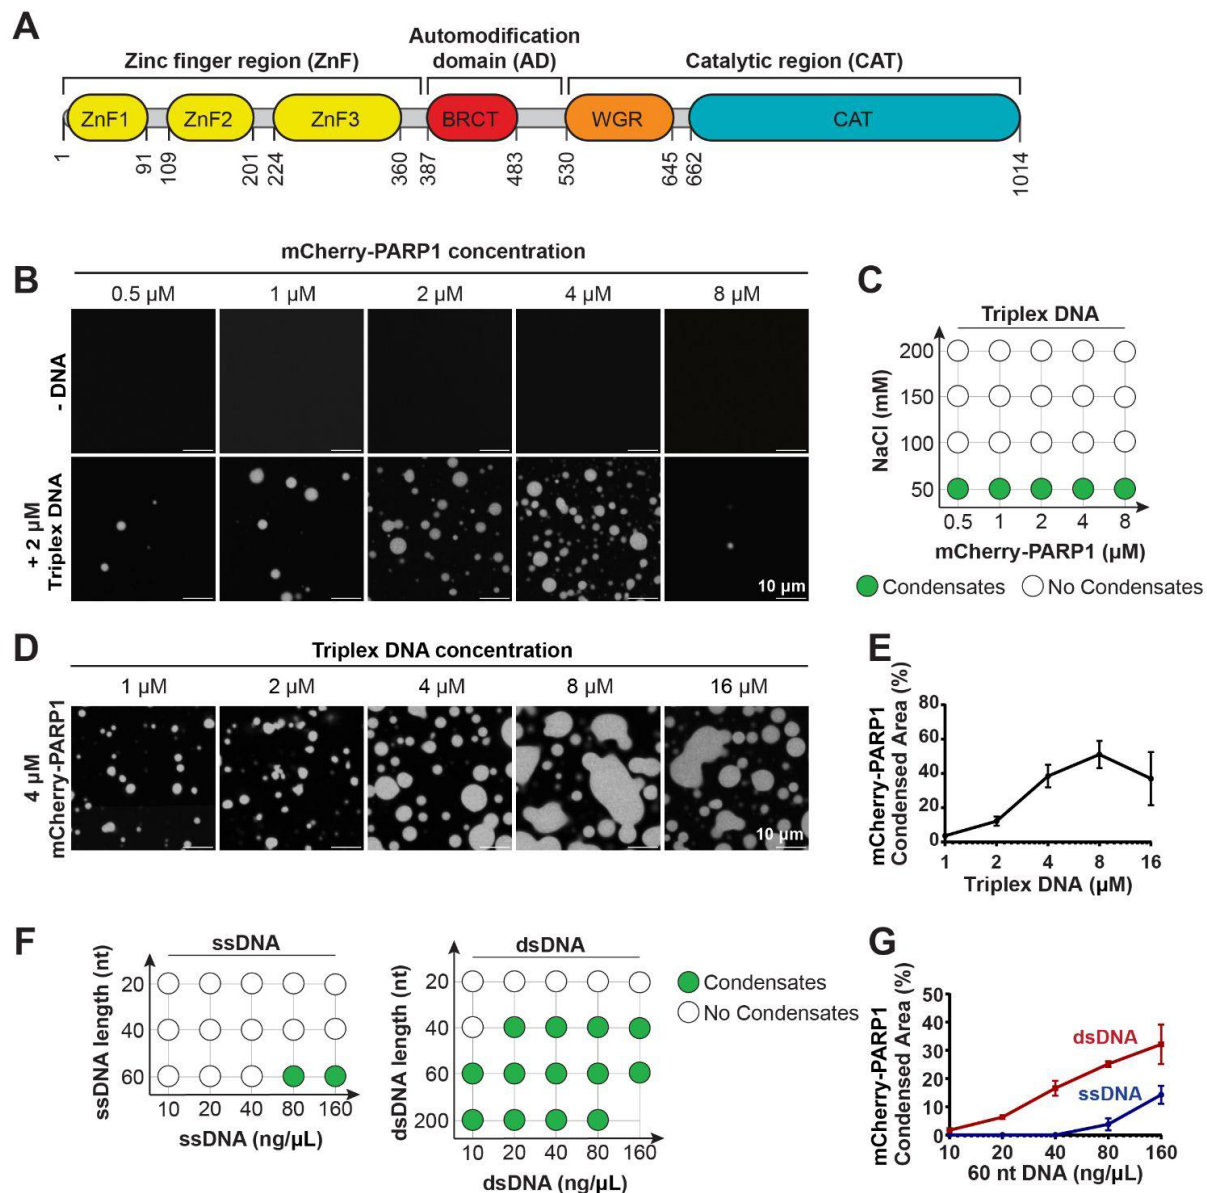 A
Zinc finger region (ZnF)
Automodification
domain (AD)
Catalytic region (CAT)
ZnF1
ZnF2
ZnF3
BRCT
WGR
CAT
1
91
109
201
224
360
387
483
530
645
662
1014
mCherry-PARP1 concentration
B
0.5 µM
1 µM
2 µM
4 µM
8 µM
- DNA
+ 2 µM
Triplex DNA
10 µm
C
Triplex DNA
NaCl (mM)
200
150
100
50
0.5
1
2
4
8
mCherry-PARP1 (µM)
Condensates
No Condensates
D
Triplex DNA concentration
1 µM
2 µM
4 µM
8 µM
16 µM
4 µM
mCherry-PARP1
10 µm
E
mCherry-PARP1
Condensed Area (%)
80
60
40
20
0
1
2
4
8
16
Triplex DNA (µM)
F
ssDNA
ssDNA length (nt)
20
40
60
10
20
40
80
160
ssDNA (ng/µL)
dsDNA
dsDNA length (nt)
20
40
60
200
10
20
40
80
160
dsDNA (ng/µL)
Condensates
No Condensates
G
mCherry-PARP1
Condensed Area (%)
50
40
30
20
10
0
dsDNA
ssDNA
10
20
40
80
160
60 nt DNA (ng/µL)